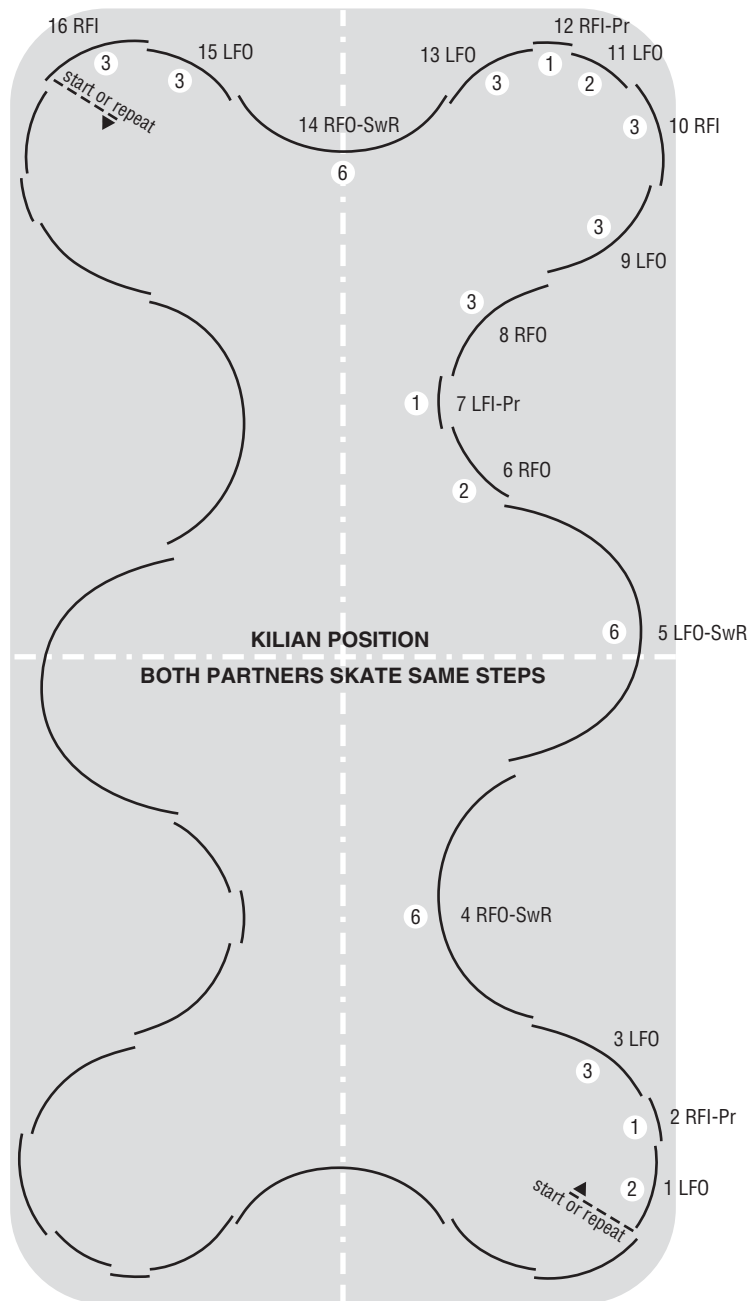 16 RFI
3
15 LFO
3
start or repeat
14 RFO-SwR
6
13 LFO
3
12 RFI-Pr
1
11 LFO
2
10 RFI
3
9 LFO
3
8 RFO
3
7 LFI-Pr
1
6 RFO
2
5 LFO-SwR
6
KILIAN POSITION
BOTH PARTNERS SKATE SAME STEPS
4 RFO-SwR
6
3 LFO
3
2 RFI-Pr
1
1 LFO
2
start or repeat